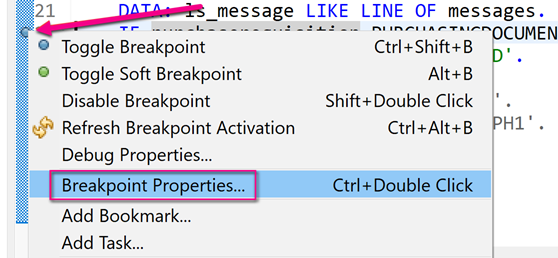 21 DATA: ls_message LIKE LINE OF messages.
IF purchaserequisition PURCHASINGDOCUMEN
Toggle Breakpoint Ctrl+Shift+B
D'.
Toggle Soft Breakpoint Alt+B
Disable Breakpoint Shift+Double Click
'.
Refresh Breakpoint Activation Ctrl+Alt+B
PH1'.
Debug Properties...
Breakpoint Properties... Ctrl+Double Click
Add Bookmark...
Add Task...